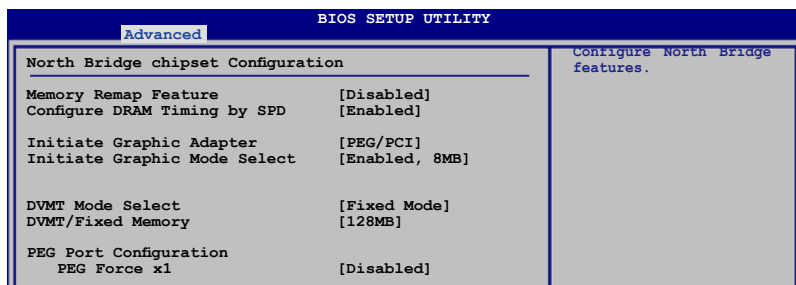 BIOS SETUP UTILITY
Advanced
North Bridge chipset Configuration
Memory Remap Feature [Disabled]
Configure DRAM Timing by SPD [Enabled]
Initiate Graphic Adapter [PEG/PCI]
Initiate Graphic Mode Select [Enabled, 8MB]
DVMT Mode Select [Fixed Mode]
DVMT/Fixed Memory [128MB]
PEG Port Configuration
PEG Force x1 [Disabled]
Configure North Bridge
features.